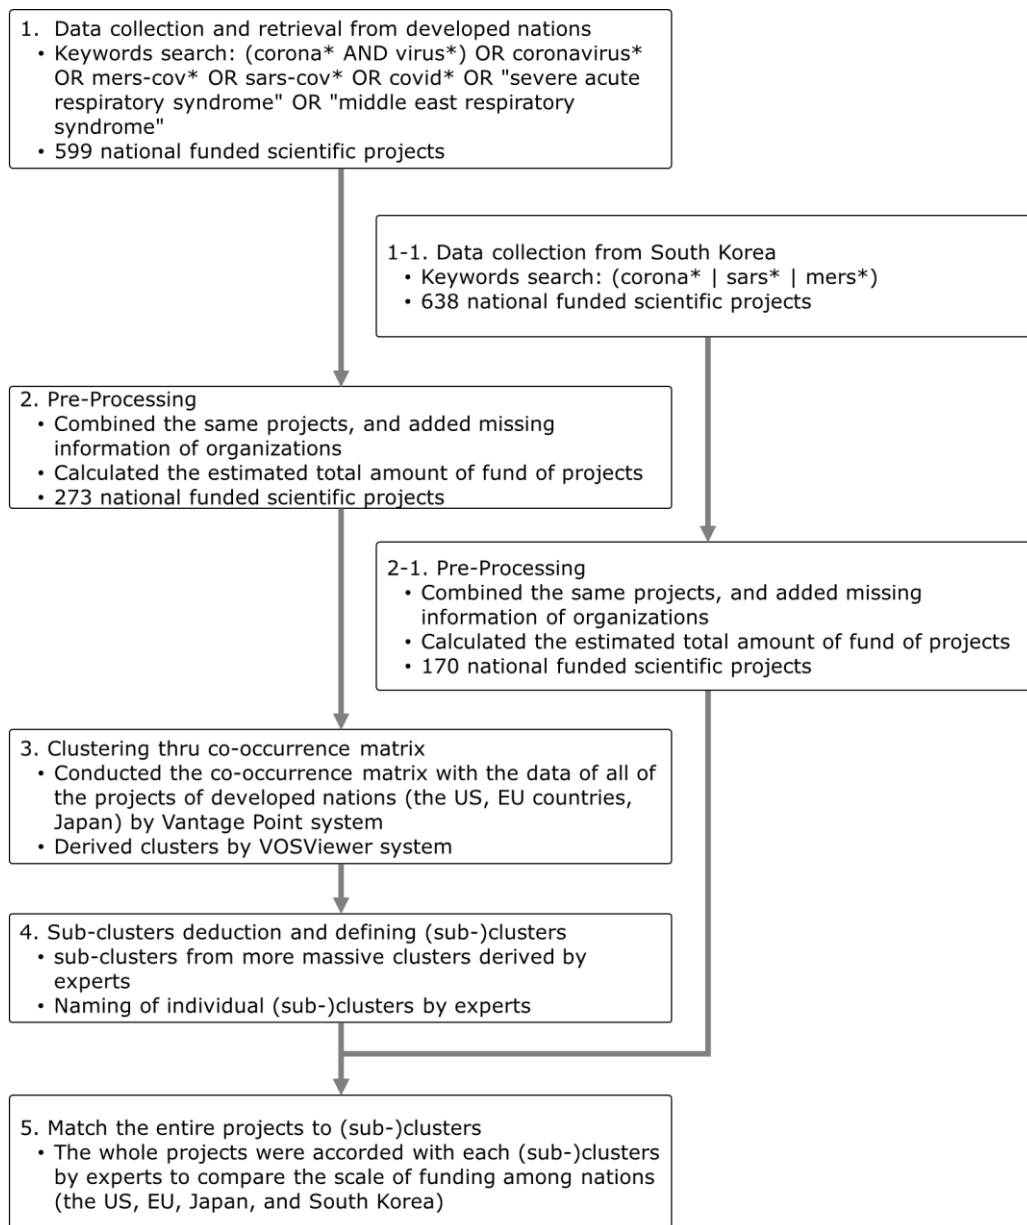 1. Data collection and retrieval from developed nations
• Keywords search: (corona* AND virus*) OR coronavirus*
OR mers-cov* OR sars-cov* OR covid* OR "severe acute
respiratory syndrome" OR "middle east respiratory
syndrome"
• 599 national funded scientific projects
1-1. Data collection from South Korea
• Keywords search: (corona* | sars* | mers*)
• 638 national funded scientific projects
2. Pre-Processing
• Combined the same projects, and added missing
information of organizations
• Calculated the estimated total amount of fund of projects
• 273 national funded scientific projects
2-1. Pre-Processing
• Combined the same projects, and added missing
information of organizations
• Calculated the estimated total amount of fund of projects
• 170 national funded scientific projects
3. Clustering thru co-occurrence matrix
• Conducted the co-occurrence matrix with the data of all of
the projects of developed nations (the US, EU countries,
Japan) by Vantage Point system
• Derived clusters by VOSViewer system
4. Sub-clusters deduction and defining (sub-)clusters
• sub-clusters from more massive clusters derived by
experts
• Naming of individual (sub-)clusters by experts
5. Match the entire projects to (sub-)clusters
• The whole projects were accorded with each (sub-)clusters
by experts to compare the scale of funding among nations
(the US, EU, Japan, and South Korea)